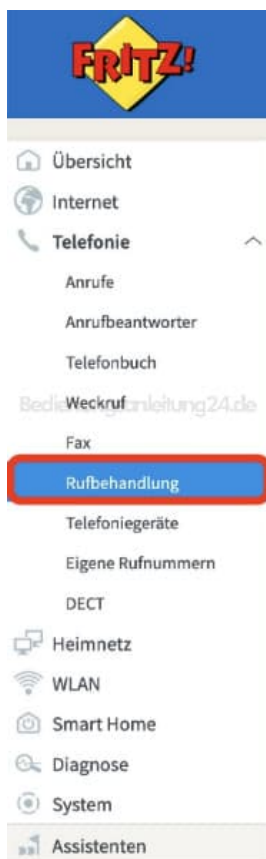 FRITZ!
Übersicht
Internet
Telefonie
Anrufe
Anrufbeantworter
Telefonbuch
Weckruf
Fax
Rufbehandlung
Telefoniegeräte
Eigene Rufnummern
DECT
Heimnetz
WLAN
Smart Home
Diagnose
System
Assistenten